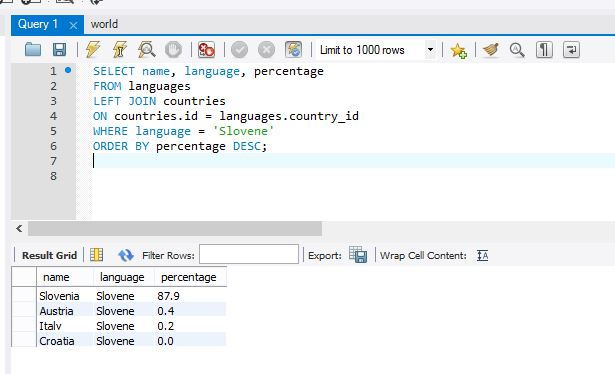 Query 1 × world
Limit to 1000 rows
1 SELECT name, language, percentage
2 FROM languages
3 LEFT JOIN countries
4 ON countries.id = languages.country_id
5 WHERE language = 'Slovene'
6 ORDER BY percentage DESC;
7
8
Result Grid Filter Rows: Export: Wrap Cell Content: IA
name language percentage
Slovenia Slovene 87.9
Austria Slovene 0.4
Italy Slovene 0.2
Croatia Slovene 0.0